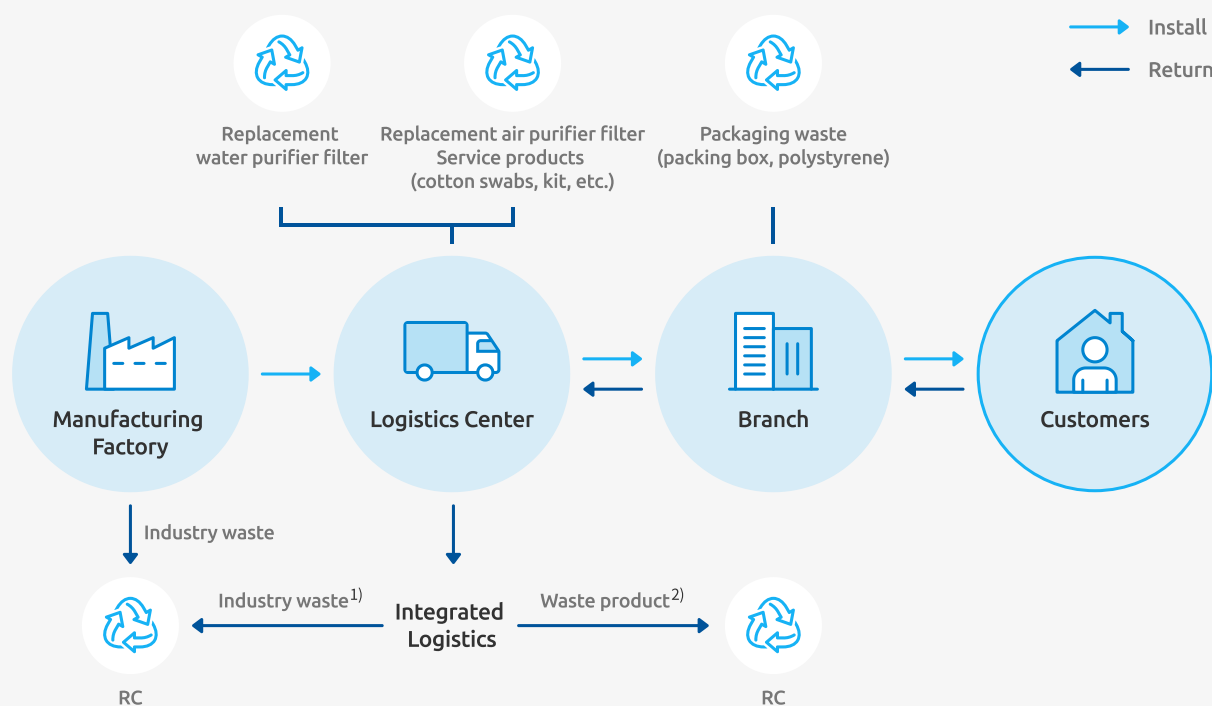 Install
Return
Replacement
water purifier filter
Replacement air purifier filter
Service products
(cotton swabs, kit, etc.)
Packaging waste
(packing box, polystyrene)
Manufacturing
Factory
Logistics Center
Branch
Customers
Industry waste
Industry waste1)
Integrated
Logistics
Waste product2)
RC
RC